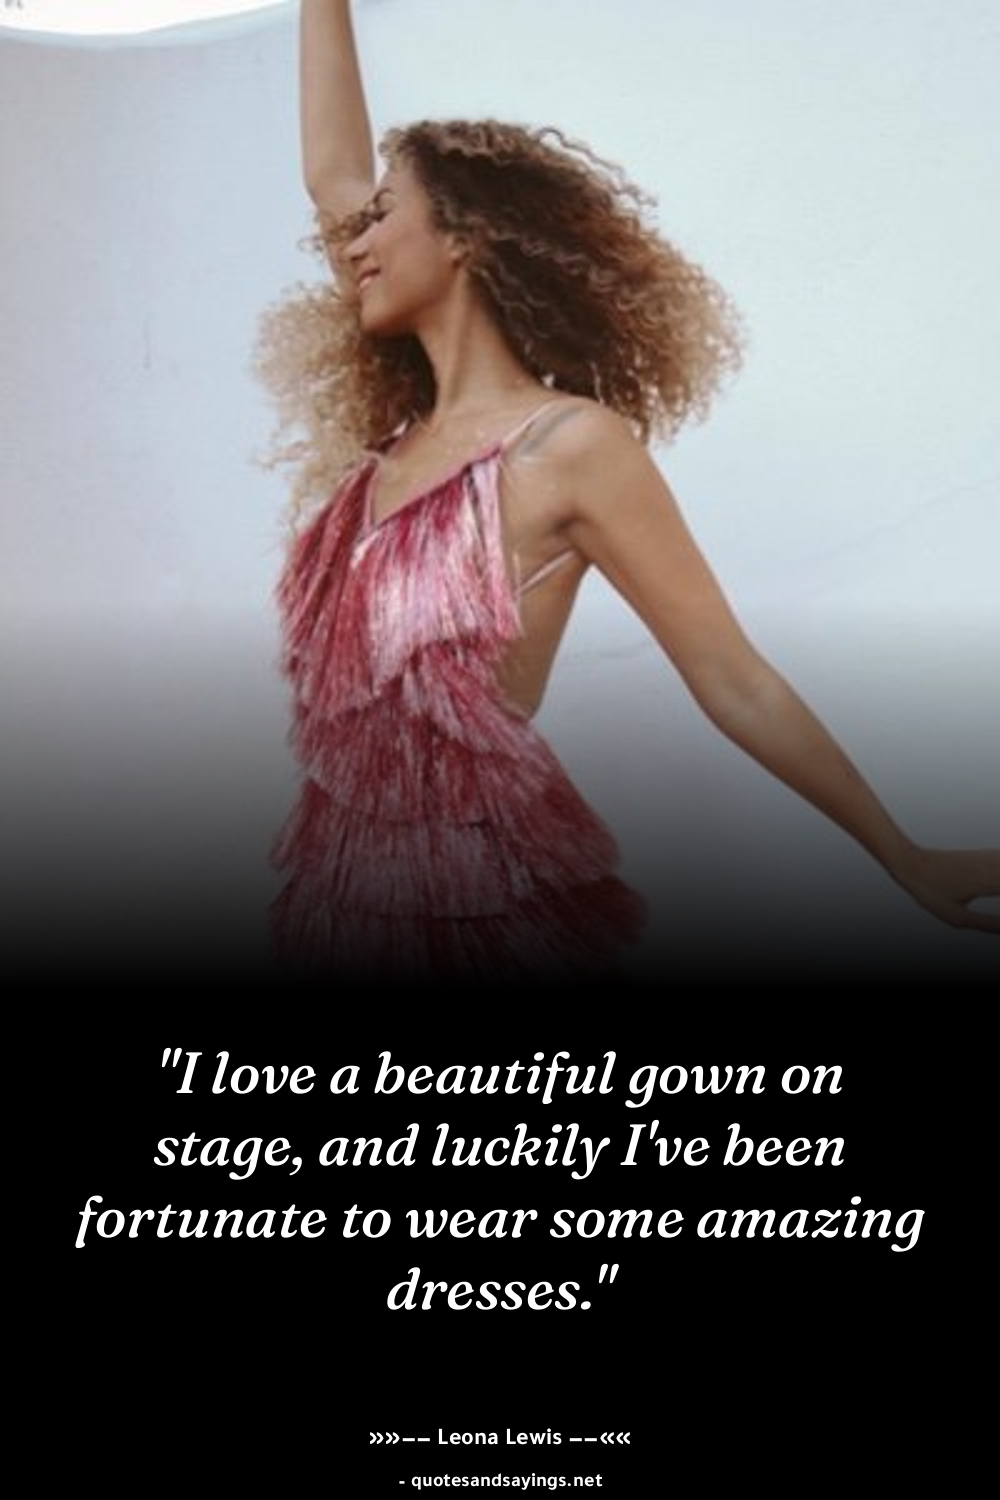 "I love a beautiful gown on
stage, and luckily I've been
fortunate to wear some amazing
dresses."
»»—— Leona Lewis ——««
- quotesandsayings.net